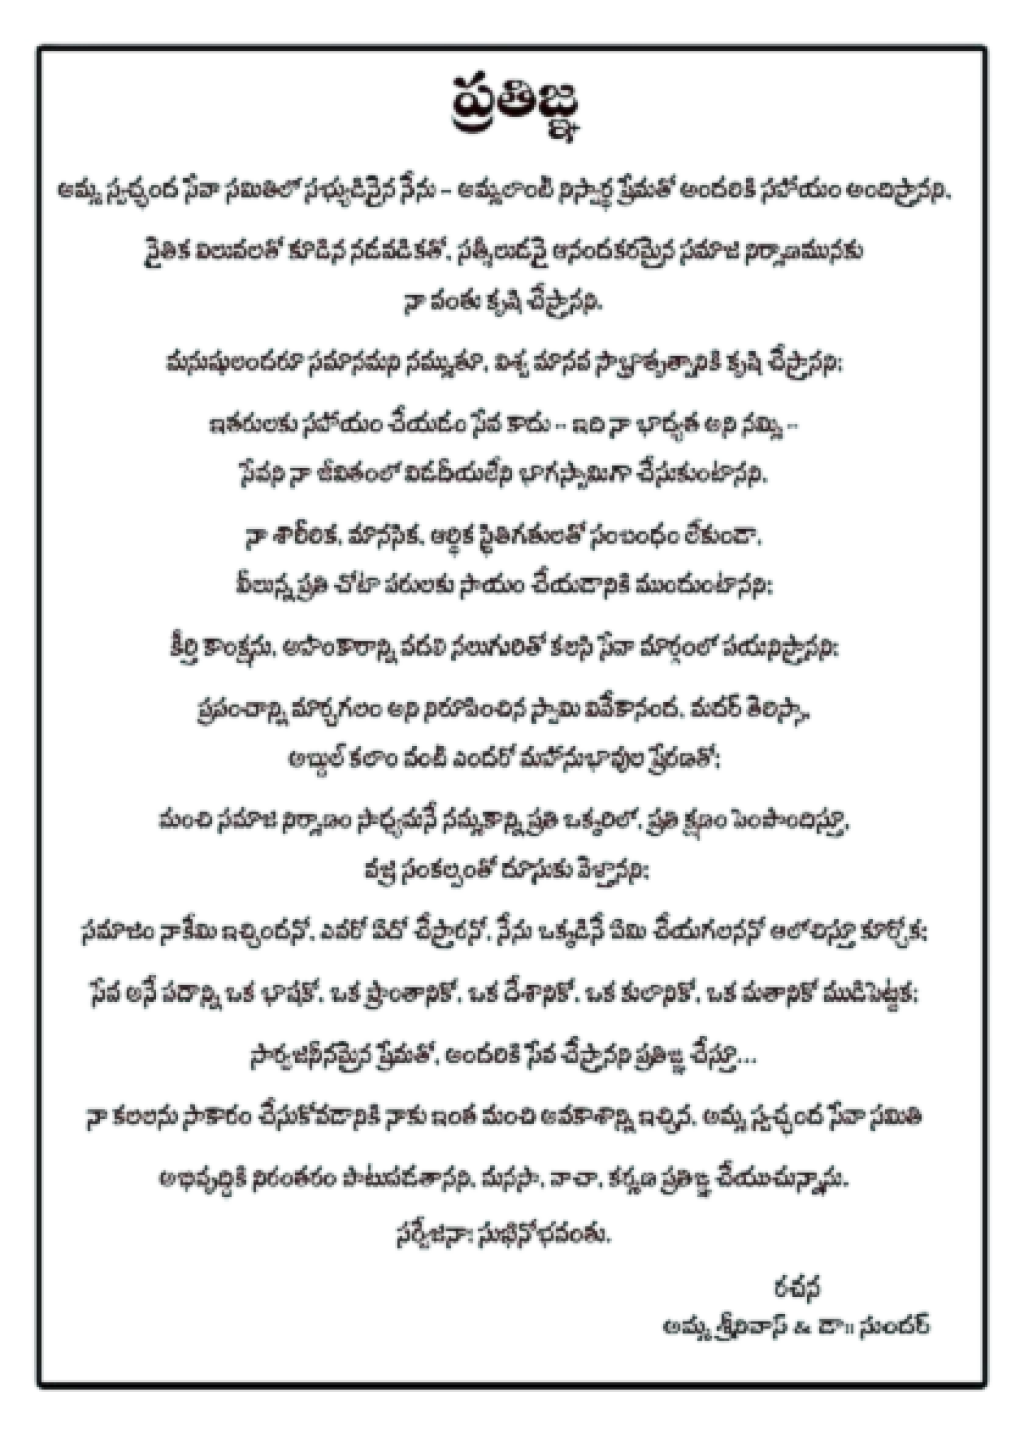 ప్రతిజ్ఞ
అమ్మ స్వచ్ఛంద సేవా సమితిలో సభ్యుడినైన నేను - అమ్మలాంటి నిస్వార్థ ప్రేమతో అందరికి సహాయం అందిస్తానని,
నైతిక విలువలతో కూడిన నడవడికతో, సత్శీలుడనై ఆనందకరమైన సమాజ నిర్మాణమునకు
నా వంతు కృషి చేస్తానని,
మనుషులందరూ సమానమని నమ్ముతూ, విశ్వ మానవ సౌభ్రాతృత్వానికి కృషి చేస్తానని;
ఇతరులకు సహాయం చేయడం సేవ కాదు - ఇది నా బాధ్యత అని నమ్మి -
సేవని నా జీవితంలో విడదీయలేని భాగస్వామిగా చేసుకుంటానని,
నా శారీరిక, మానసిక, ఆర్థిక స్థితిగతులతో సంబంధం లేకుండా,
వీలున్న ప్రతి చోటా పరులకు సాయం చేయడానికి ముందుంటానని;
కీర్తి కాంక్షను, అహంకారాన్ని వదలి నలుగురితో కలసి సేవా మార్గంలో పయనిస్తానని;
ప్రపంచాన్ని మార్చగలం అని నిరూపించిన స్వామి వివేకానంద, మదర్ తెరిస్సా,
అబ్దుల్ కలాం వంటి ఎందరో మహానుభావుల ప్రేరణతో;
మంచి సమాజ నిర్మాణం సాధ్యమనే నమ్మకాన్ని ప్రతి ఒక్కరిలో, ప్రతి క్షణం పెంపొందిస్తూ,
వజ్ర సంకల్పంతో దూసుకు వెళ్తానని;
సమాజం నాకేమి ఇచ్చిందనో, ఎవరో ఏదో చేస్తారనో, నేను ఒక్కడినే ఏమి చేయగలననో ఆలోచిస్తూ కూర్చోక;
సేవ అనే పదాన్ని ఒక భాషకో, ఒక ప్రాంతానికో, ఒక దేశానికో, ఒక కులానికో, ఒక మతానికో ముడిపెట్టక;
సార్వజనీనమైన ప్రేమతో, అందరికి సేవ చేస్తానని ప్రతిజ్ఞ చేస్తూ...
నా కలలను సాకారం చేసుకోవడానికి నాకు ఇంత మంచి అవకాశాన్ని ఇచ్చిన, అమ్మ స్వచ్ఛంద సేవా సమితి
అభివృద్ధికి నిరంతరం పాటుపడతానని, మనసా, వాచా, కర్మణ ప్రతిజ్ఞ చేయుచున్నాను.
సర్వేజనాః సుఖినోభవంతు.
రచన
అమ్మ శ్రీనివాస్ & డా॥ సుందర్